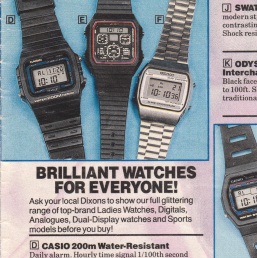 D
E
F
BRILLIANT WATCHES
FOR EVERYONE!
Ask your local Dixons to show our full glittering
range of top-brand Ladies Watches, Digitals,
Analogues, Dual-Display watches and Sports
models before you buy!
D CASIO 200m Water-Resistant
Daily alarm. Hourly time signal 1/100th second
J SWAT
modern st
contrastin
Shock resi
K ODYS
Intercha
Black face
to 100ft. S
traditiona